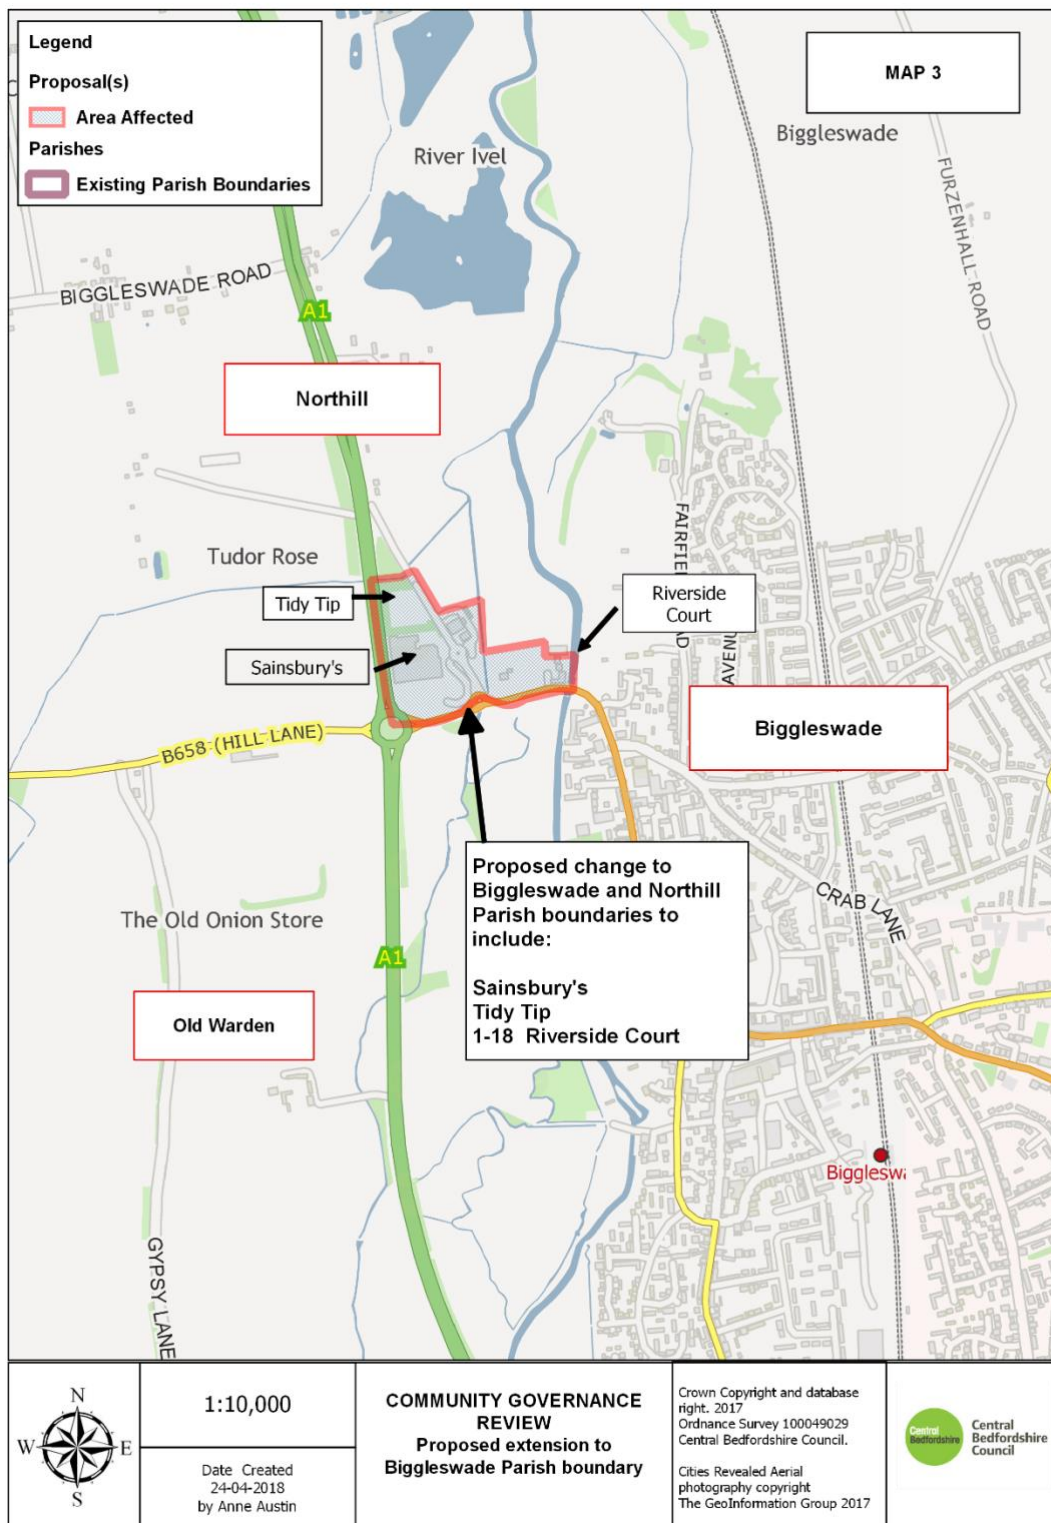 Legend
Proposal(s)
Area Affected
Parishes
Existing Parish Boundaries
MAP 3
Biggleswade
River Ivel
FURZENHALL ROAD
BIGGLESWADE ROAD
A1
Northill
Tudor Rose
Tidy Tip
Sainsbury's
Riverside
Court
AVENUE
B658 (HILL LANE)
Biggleswade
Proposed change to
Biggleswade and Northill
Parish boundaries to
include:
Sainsbury's
Tidy Tip
1-18 Riverside Court
CRAB LANE
The Old Onion Store
A1
Old Warden
GYPSY LANE
Biggleswa
N
W
E
S
1:10,000
Date Created
24-04-2018
by Anne Austin
COMMUNITY GOVERNANCE
REVIEW
Proposed extension to
Biggleswade Parish boundary
Crown Copyright and database
right. 2017
Ordnance Survey 100049029
Central Bedfordshire Council.
Cities Revealed Aerial
photography copyright
The GeoInformation Group 2017
Central
Bedfordshire
Central
Bedfordshire
Council